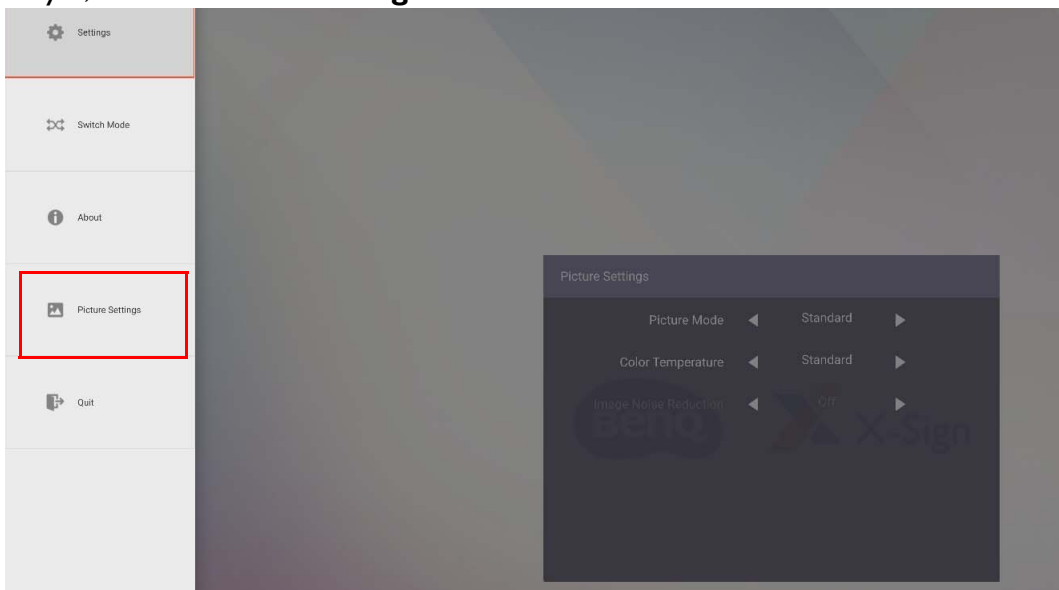 Settings
Switch Mode
About
Picture Settings
Quit
Picture Settings
Picture Mode Standard
Color Temperature Standard
Image Noise Reduction Off
BenQ X-Sign